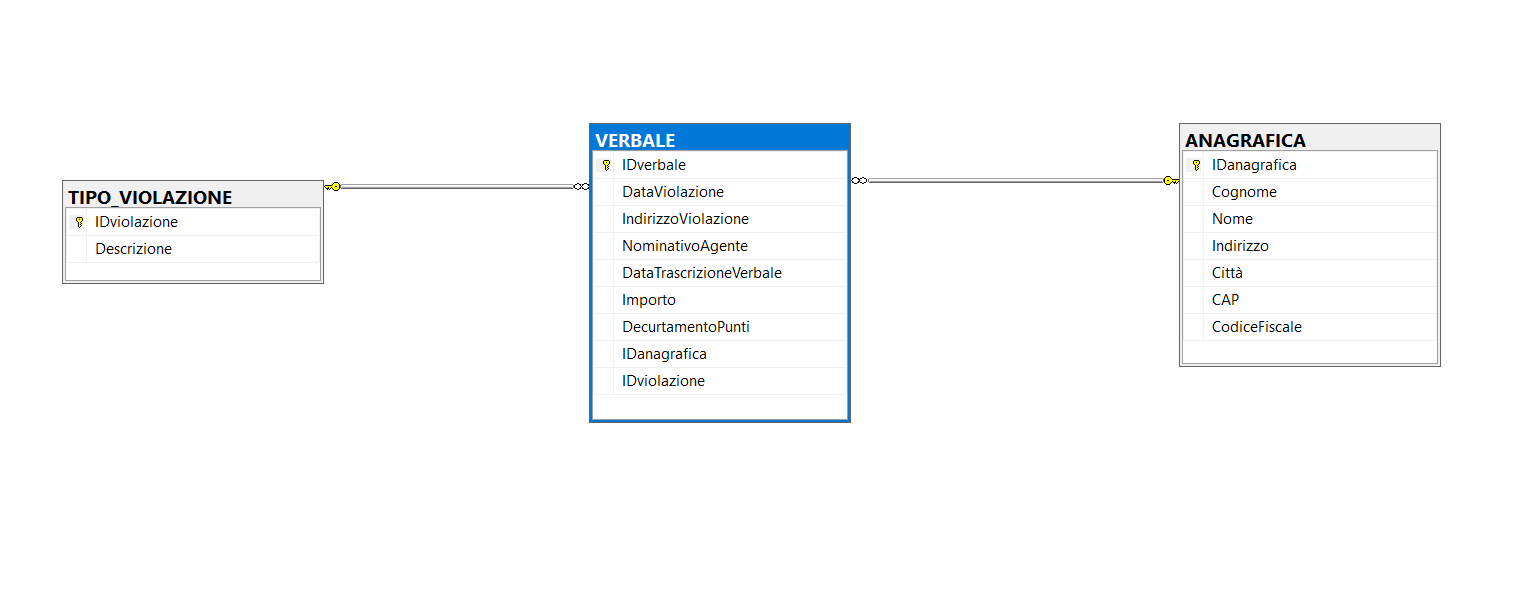 TIPO_VIOLAZIONE
IDviolazione
Descrizione
VERBALE
IDverbale
DataViolazione
IndirizzoViolazione
NominativoAgente
DataTrascrizioneVerbale
Importo
DecurtamentoPunti
IDanagrafica
IDviolazione
ANAGRAFICA
IDanagrafica
Cognome
Nome
Indirizzo
Città
CAP
CodiceFiscale